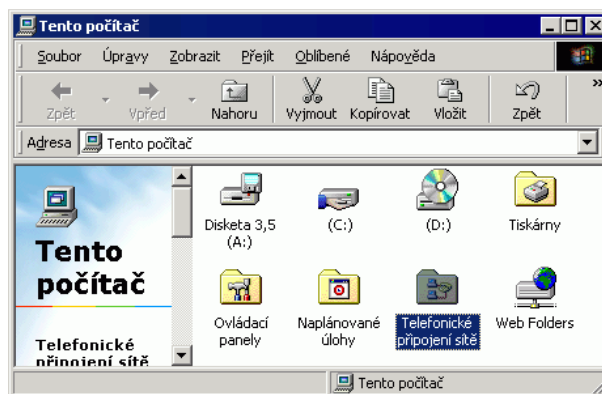 Tento počítač
Soubor Úpravy Zobrazit Přejít Oblíbené Nápověda
Zpět Vpřed Nahoru Vyjmout Kopírovat Vložit Zpět »
Adresa Tento počítač
Tento
počítač
Telefonické
připojení sítě
Disketa 3,5
(A:)
(C:)
(D:)
Tiskárny
Ovládací
panely
Naplánované
úlohy
Telefonické
připojení sítě
Web Folders
Tento počítač